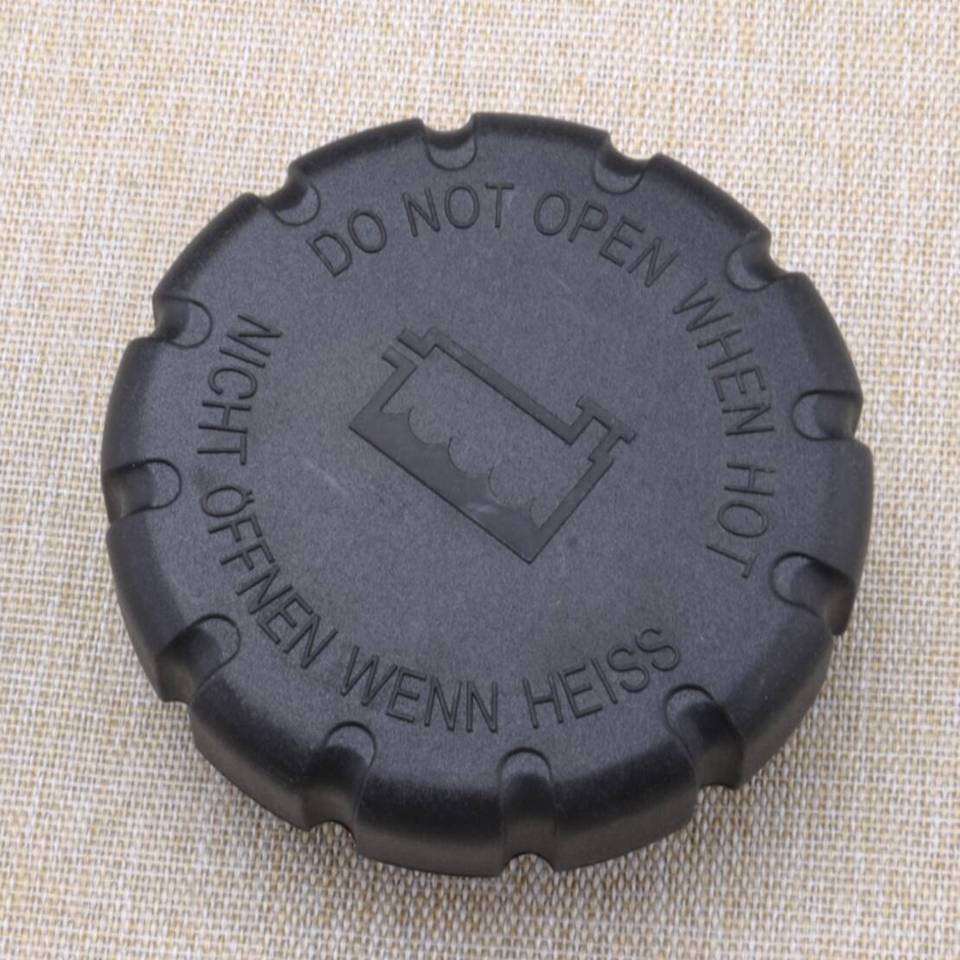 DO NOT OPEN WHEN HOT
NICHT ÖFFNEN WENN HEISS